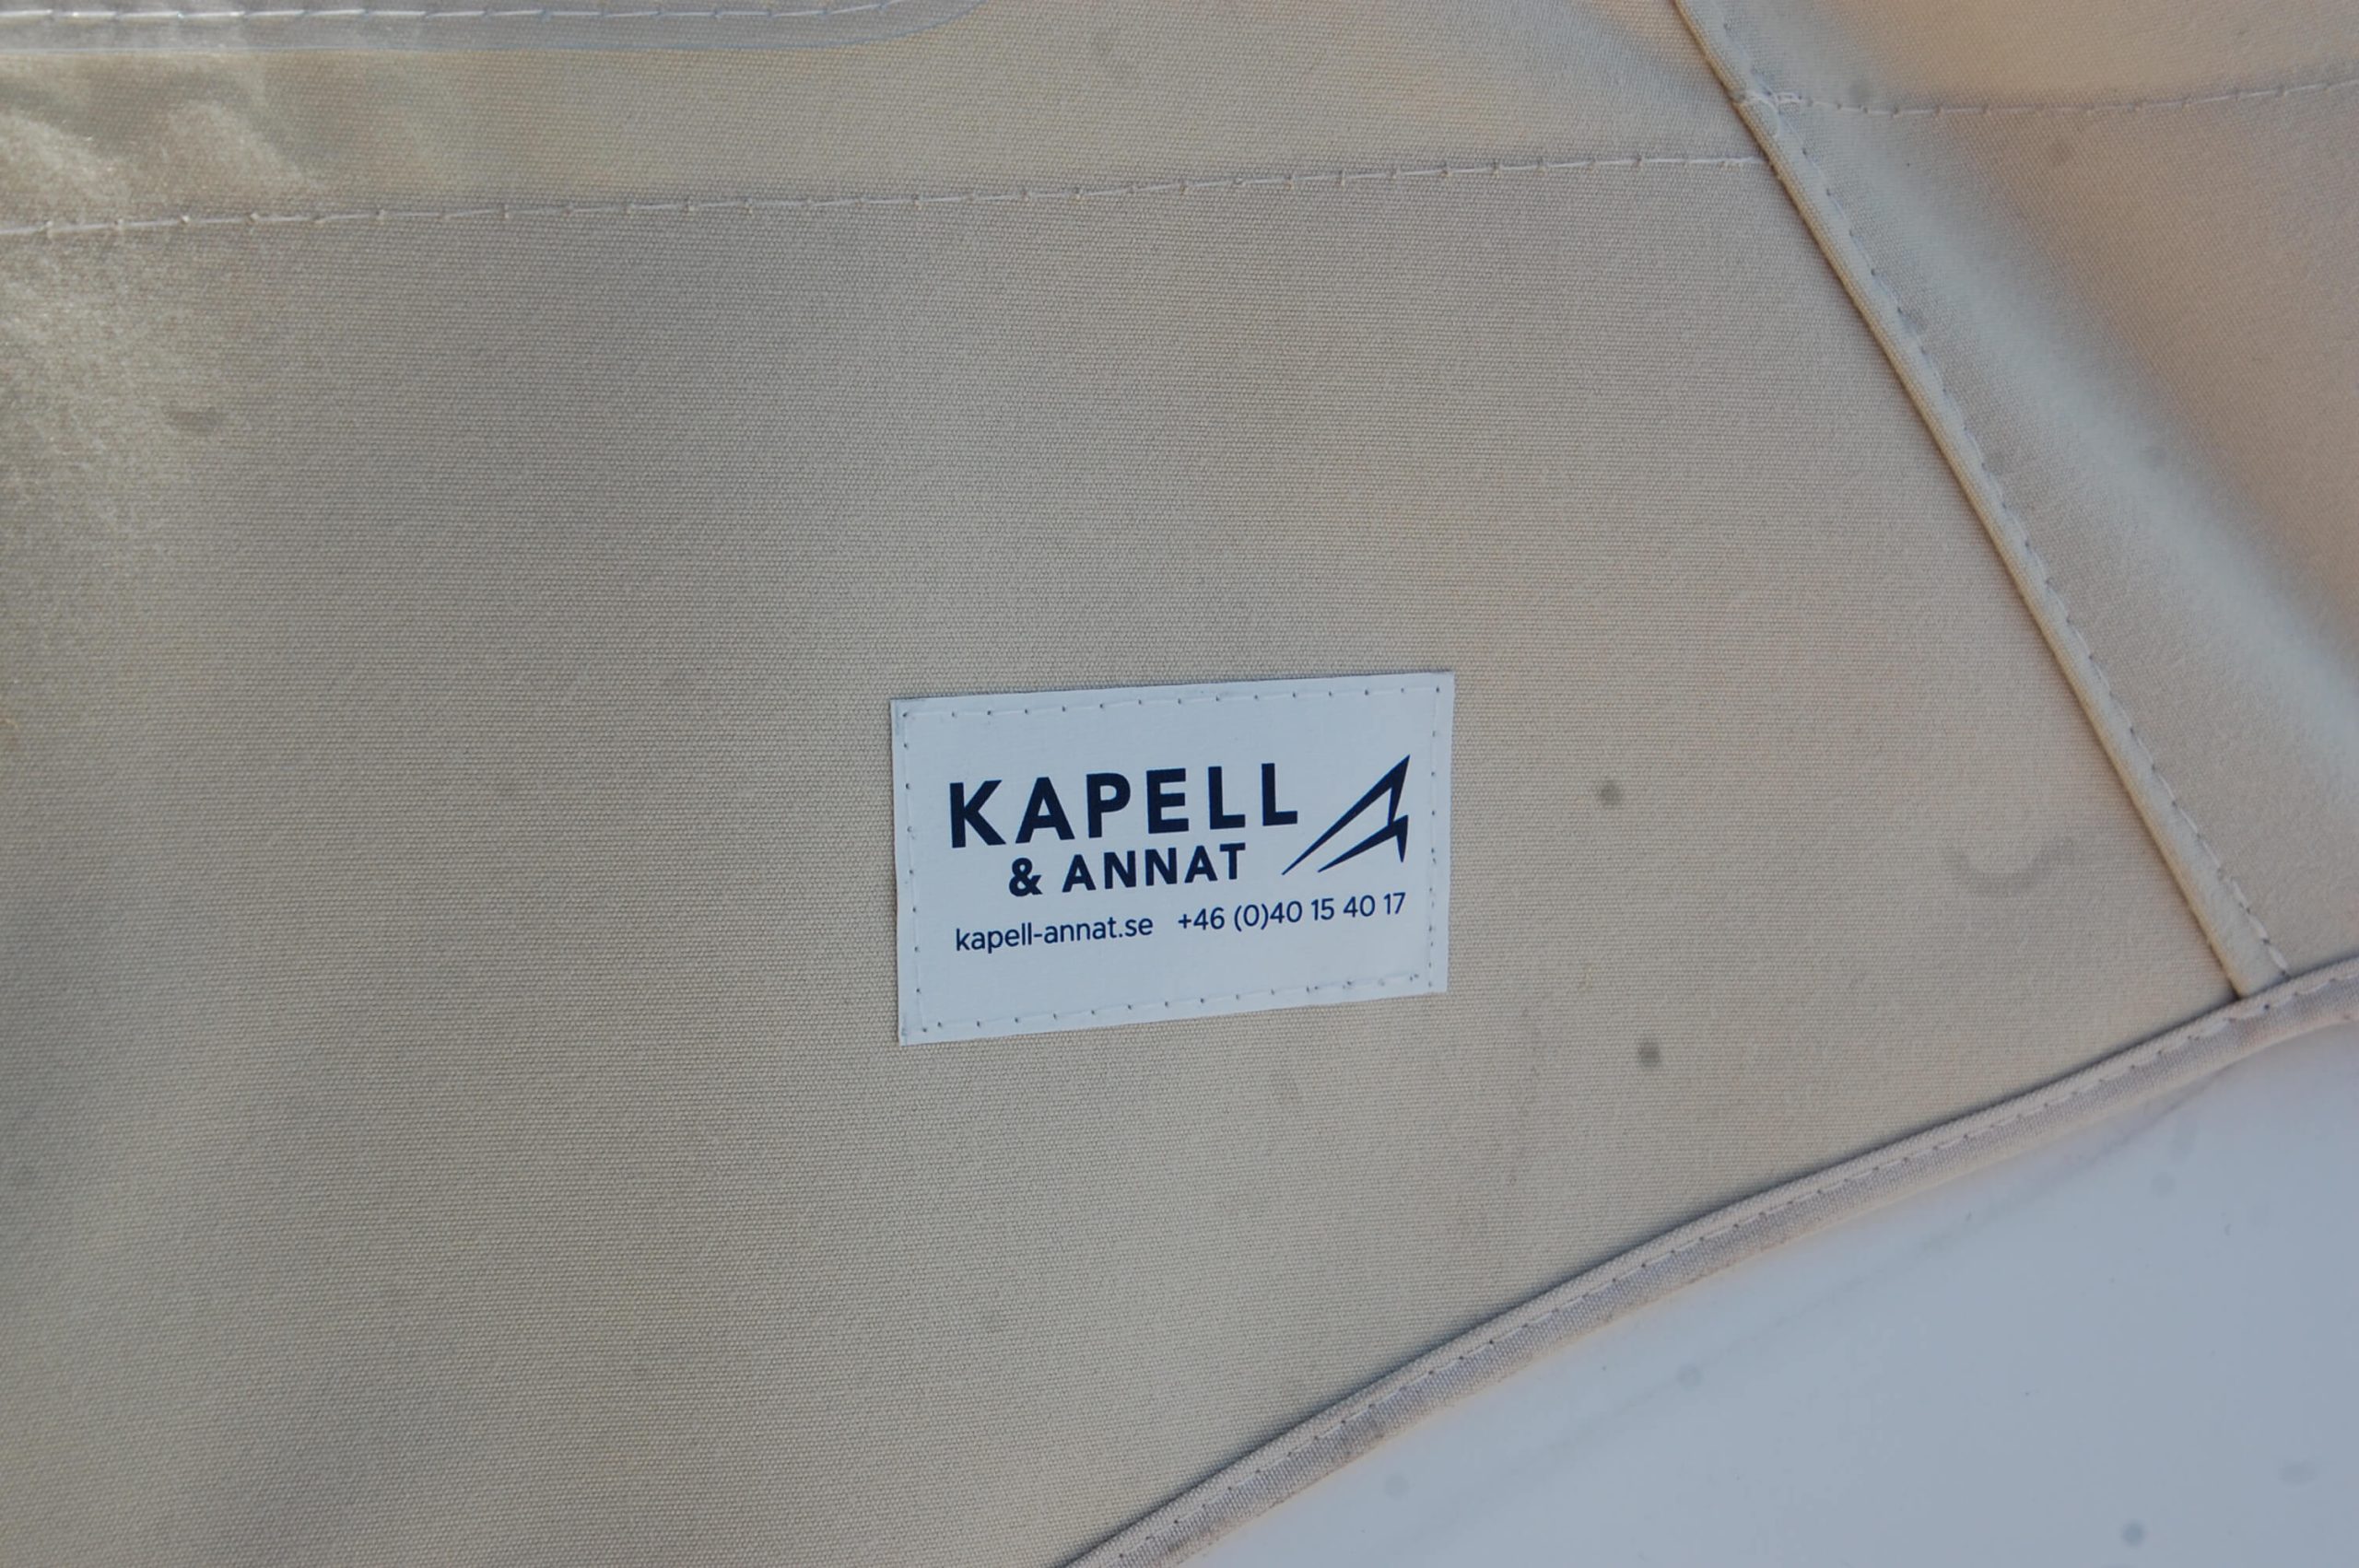 KAPELL
& ANNAT
kapell-annat.se +46 (0)40 15 40 17